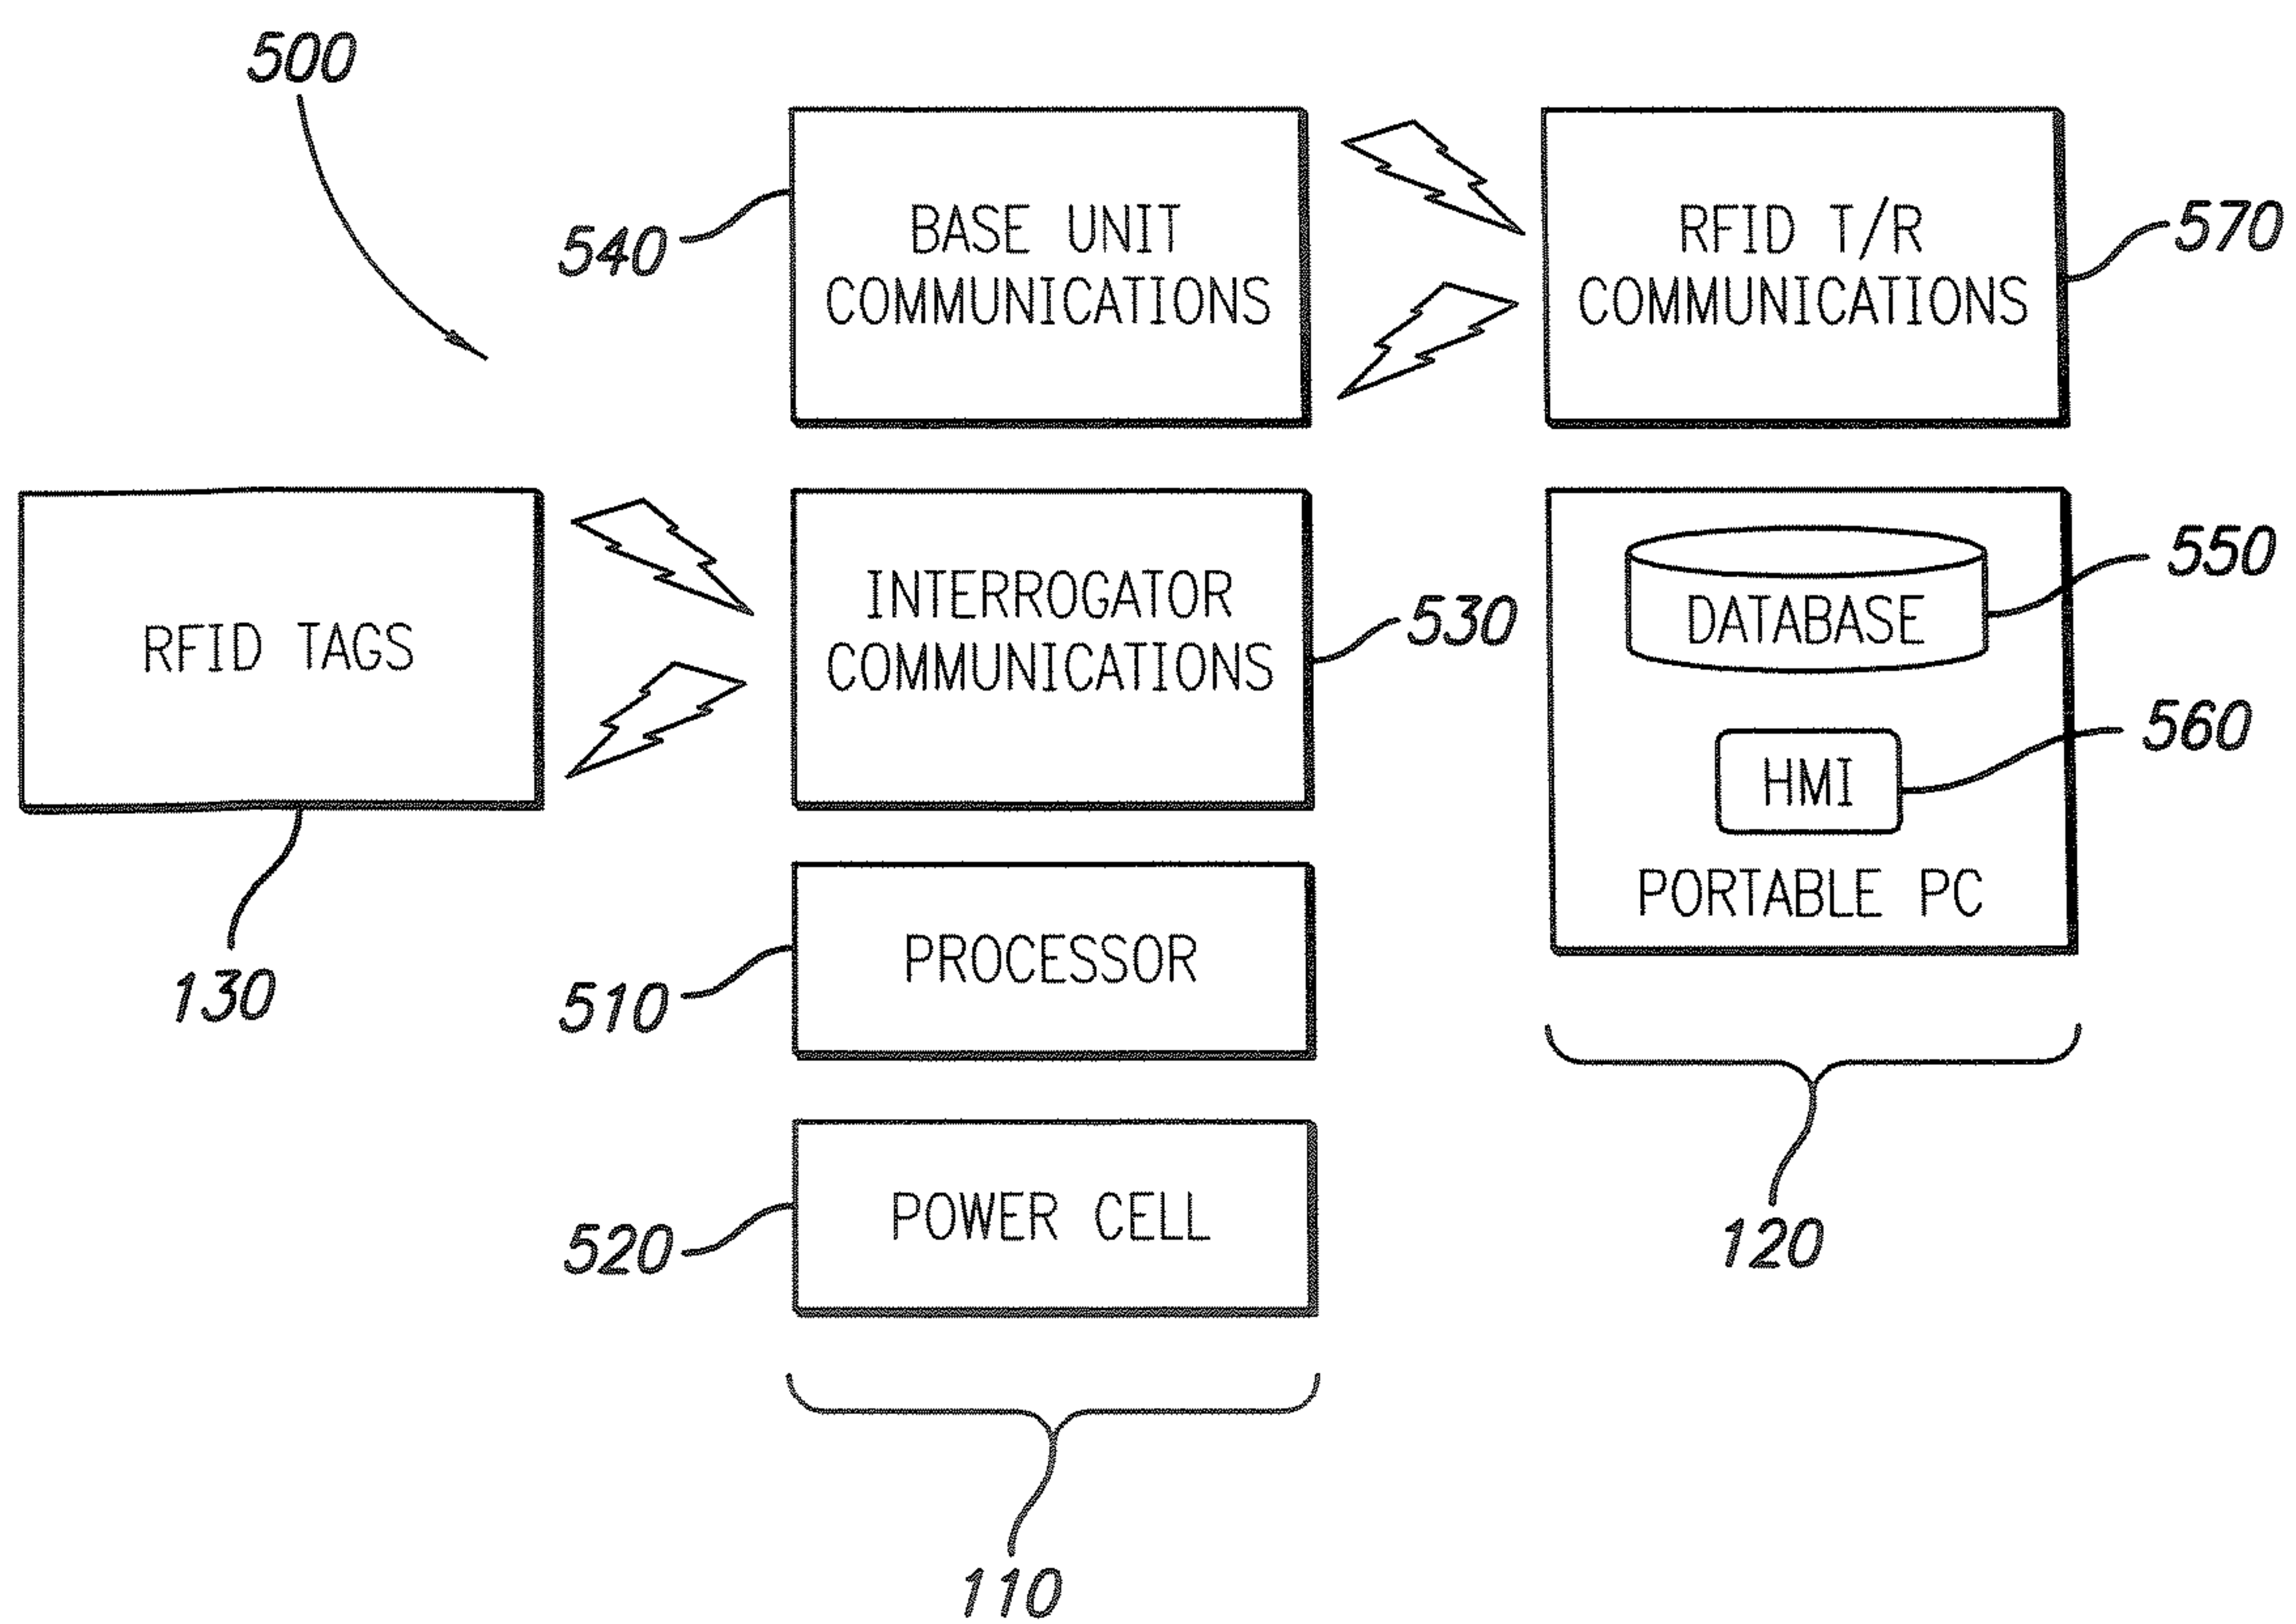 500
540
BASE UNIT
COMMUNICATIONS
RFID T/R
COMMUNICATIONS
570
RFID TAGS
130
INTERROGATOR
COMMUNICATIONS
530
DATABASE
550
HMI
560
PORTABLE PC
510
PROCESSOR
520
POWER CELL
120
110